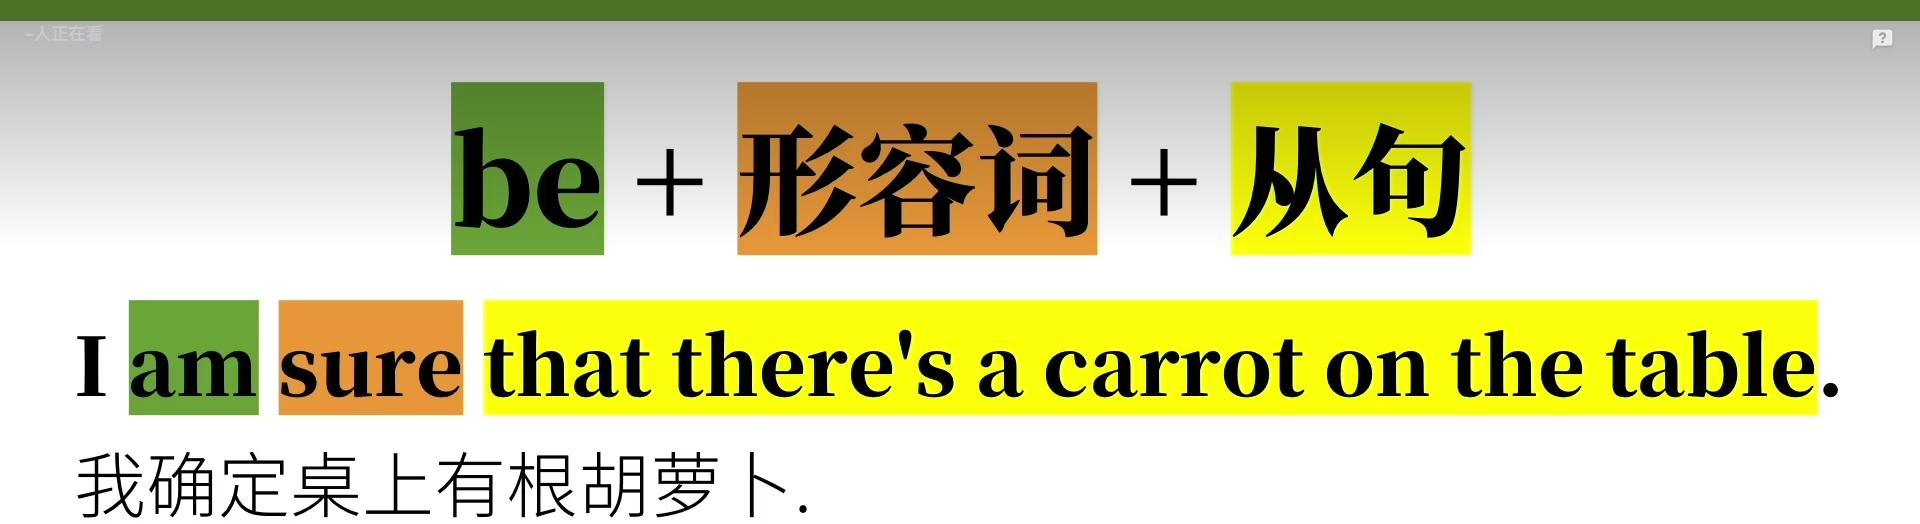 –人正在看
be + 形容词 + 从句
I am sure that there's a carrot on the table.
我确定桌上有根胡萝卜.